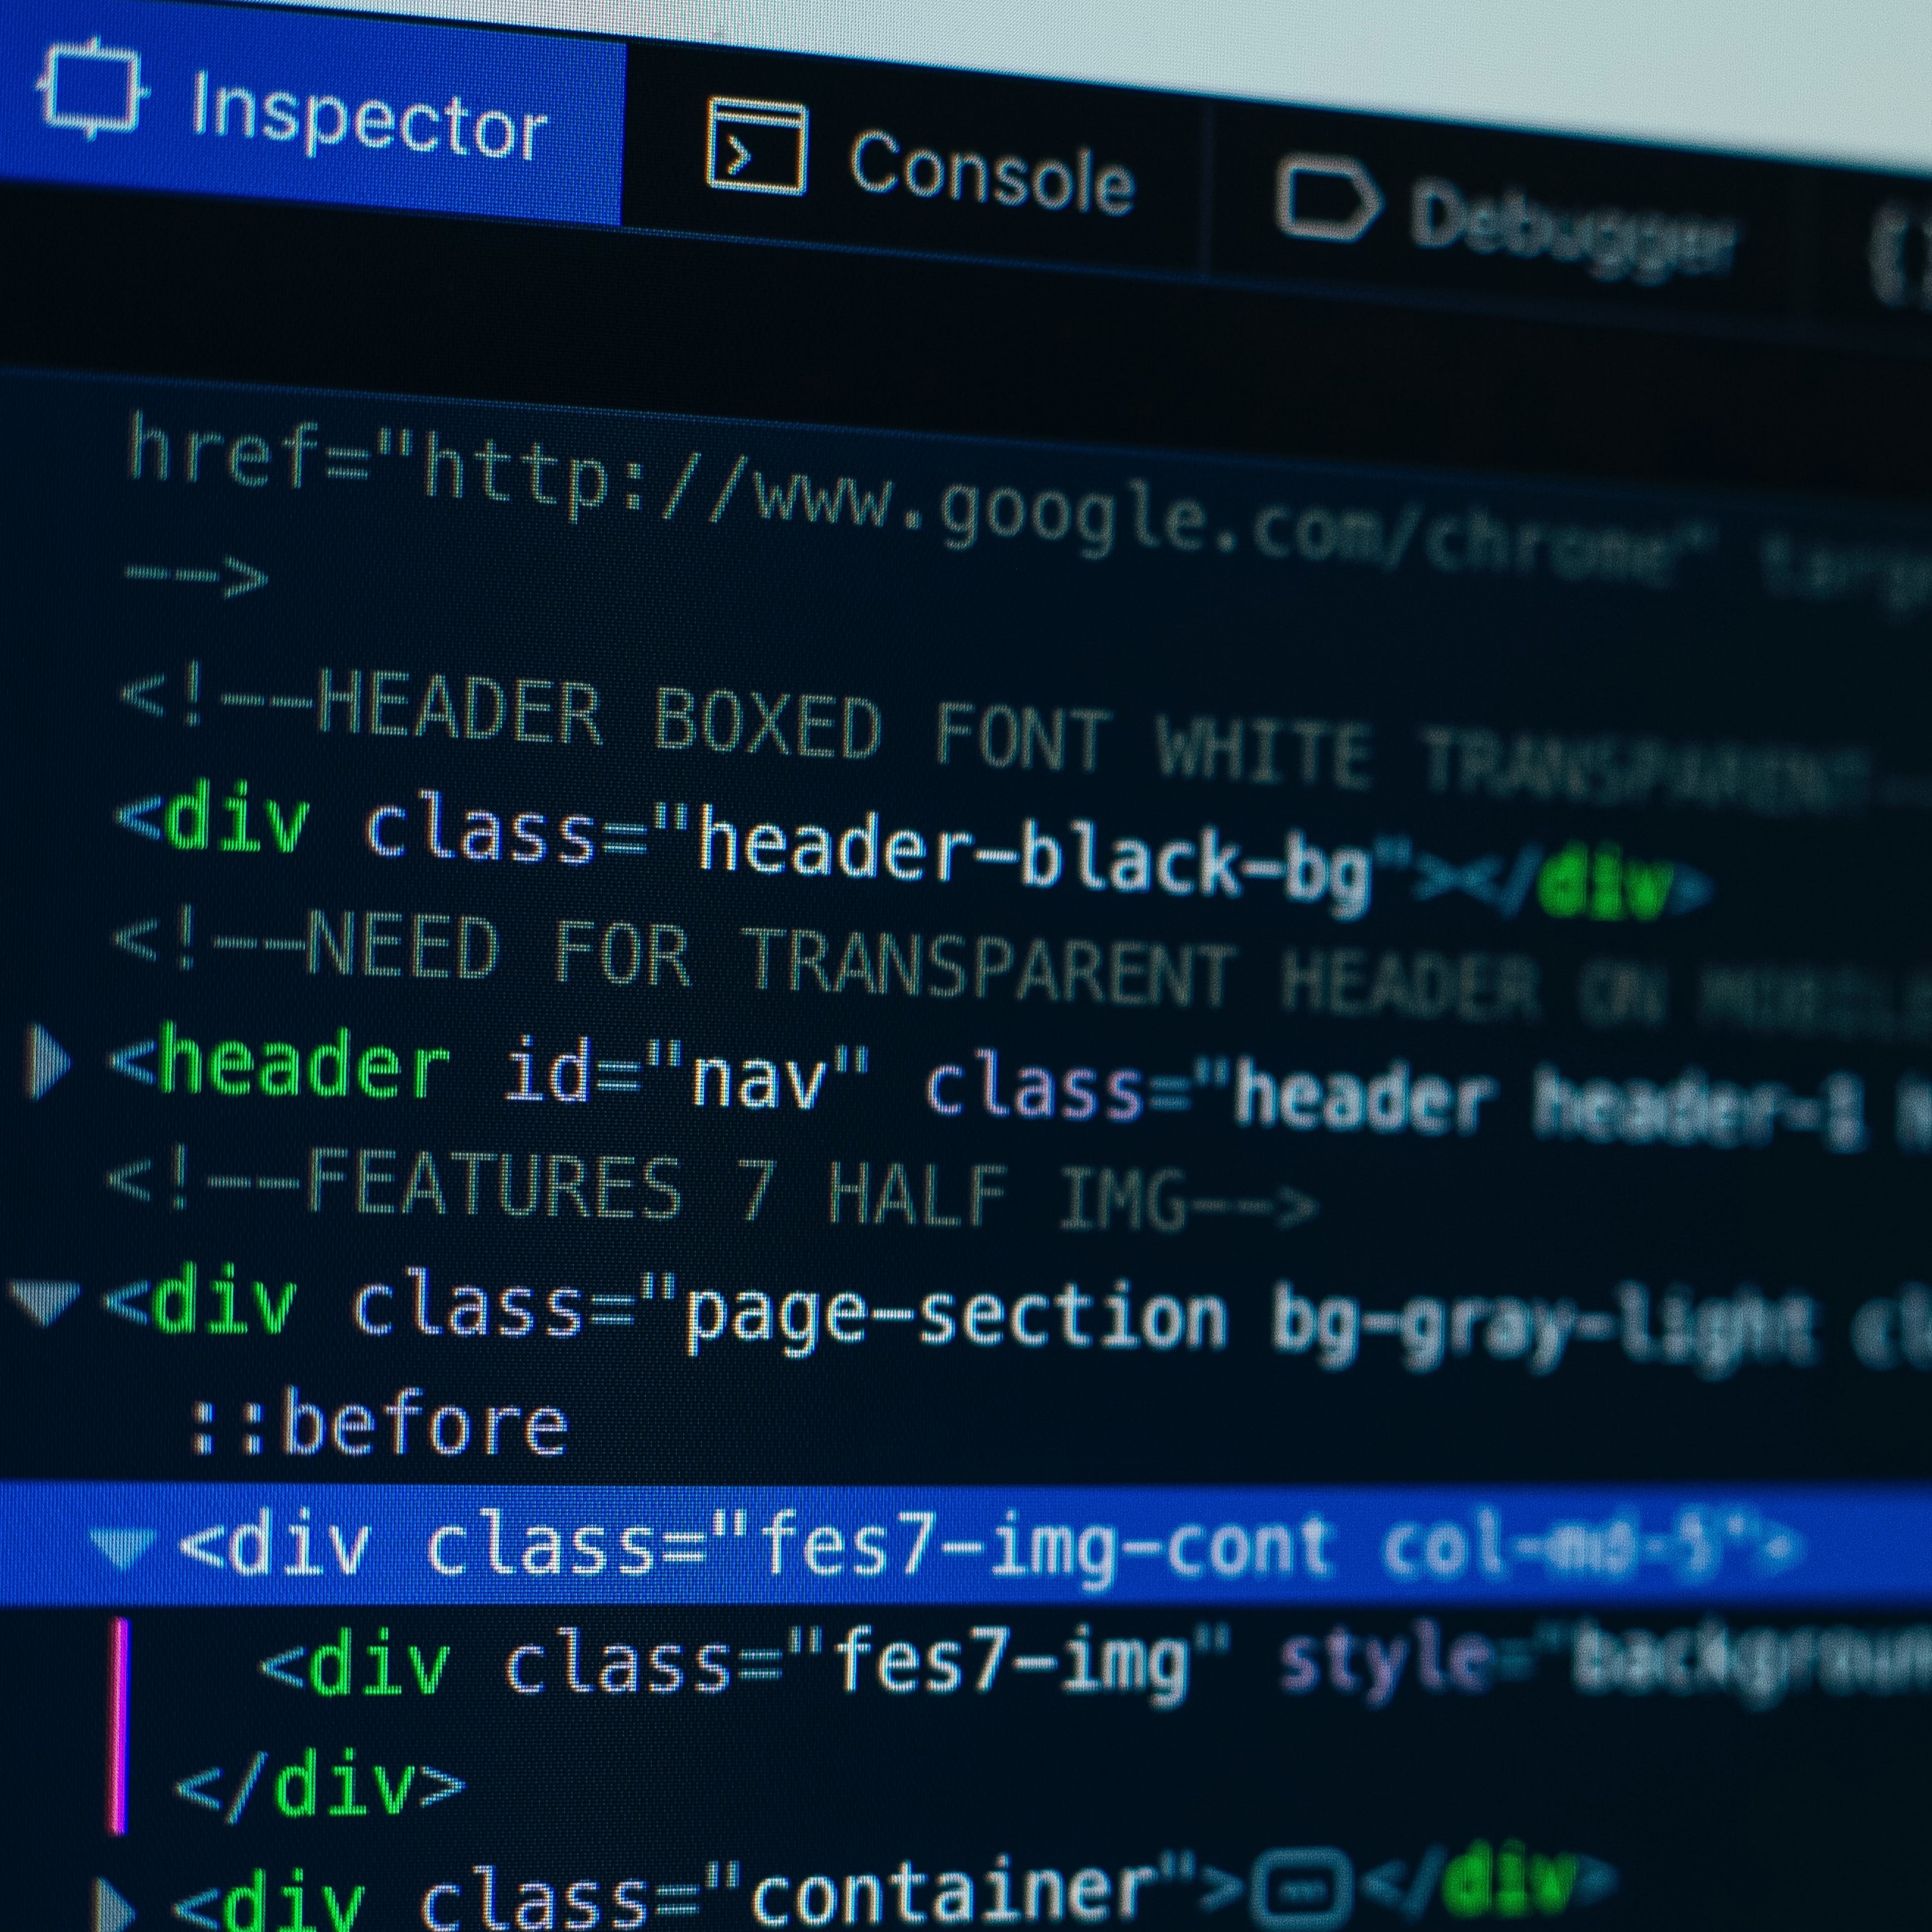 Inspector Console Debugger {
href="http://www.google.com/chrome"
-->
<!--HEADER BOXED FONT WHITE TRANSPARENT--
<div class="header-black-bg"></div>
<!--NEED FOR TRANSPARENT HEADER ON MOBILE
<header id="nav" class="header header-1
<!--FEATURES 7 HALF IMG-->
<div class="page-section bg-gray-light
::before
<div class="fes7-img-cont col-md-5">
<div class="fes7-img" style="backgroun
</div>
<div class="container"></div>